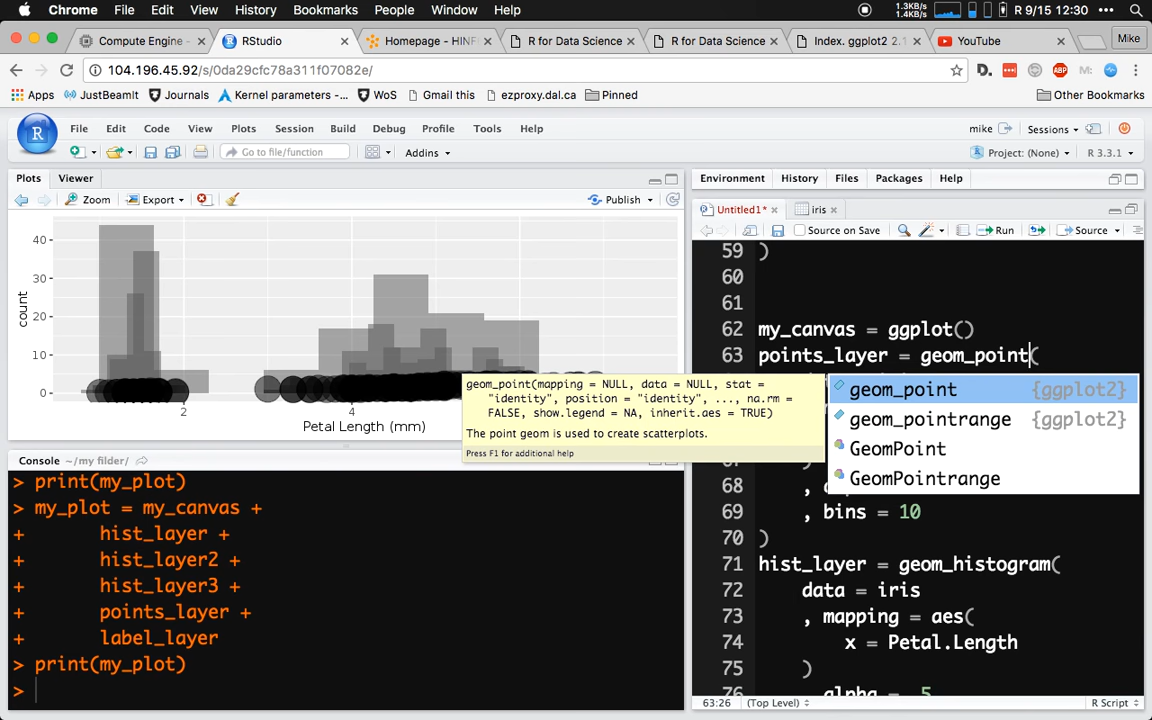 Chrome File Edit View History Bookmarks People Window Help 1.3KB/s 1.4KB/s R 9/15 12:30
Compute Engine - RStudio Homepage - HINF R for Data Science R for Data Science Index. ggplot2 2.1 YouTube Mike
104.196.45.92/s/0da29cfc78a311f07082e/ D. ABP M:
Apps JustBeamIt Journals Kernel parameters -... WoS Gmail this ezproxy.dal.ca Pinned Other Bookmarks
R File Edit Code View Plots Session Build Debug Profile Tools Help mike Sessions
Go to file/function Addins Project: (None) R 3.3.1
Plots Viewer
Zoom Export Publish
40
30
20
10
0
count
2 4
Petal Length (mm)
Environment History Files Packages Help
Untitled1* iris
Source on Save Run Source
59 )
60
61
62 my_canvas = ggplot()
63 points_layer = geom_point(
geom_point(mapping = NULL, data = NULL, stat =
"identity", position = "identity", ..., na.rm =
FALSE, show.legend = NA, inherit.aes = TRUE)
The point geom is used to create scatterplots.
Press F1 for additional help
geom_point {ggplot2}
geom_pointrange {ggplot2}
GeomPoint
GeomPointrange
68
69 , bins = 10
70 )
71 hist_layer = geom_histogram(
72 data = iris
73 , mapping = aes(
74 x = Petal.Length
75 )
76 , alpha = .5
63:26 (Top Level) R Script
Console ~/my filder/
> print(my_plot)
> my_plot = my_canvas +
+ hist_layer +
+ hist_layer2 +
+ hist_layer3 +
+ points_layer +
+ label_layer
> print(my_plot)
>